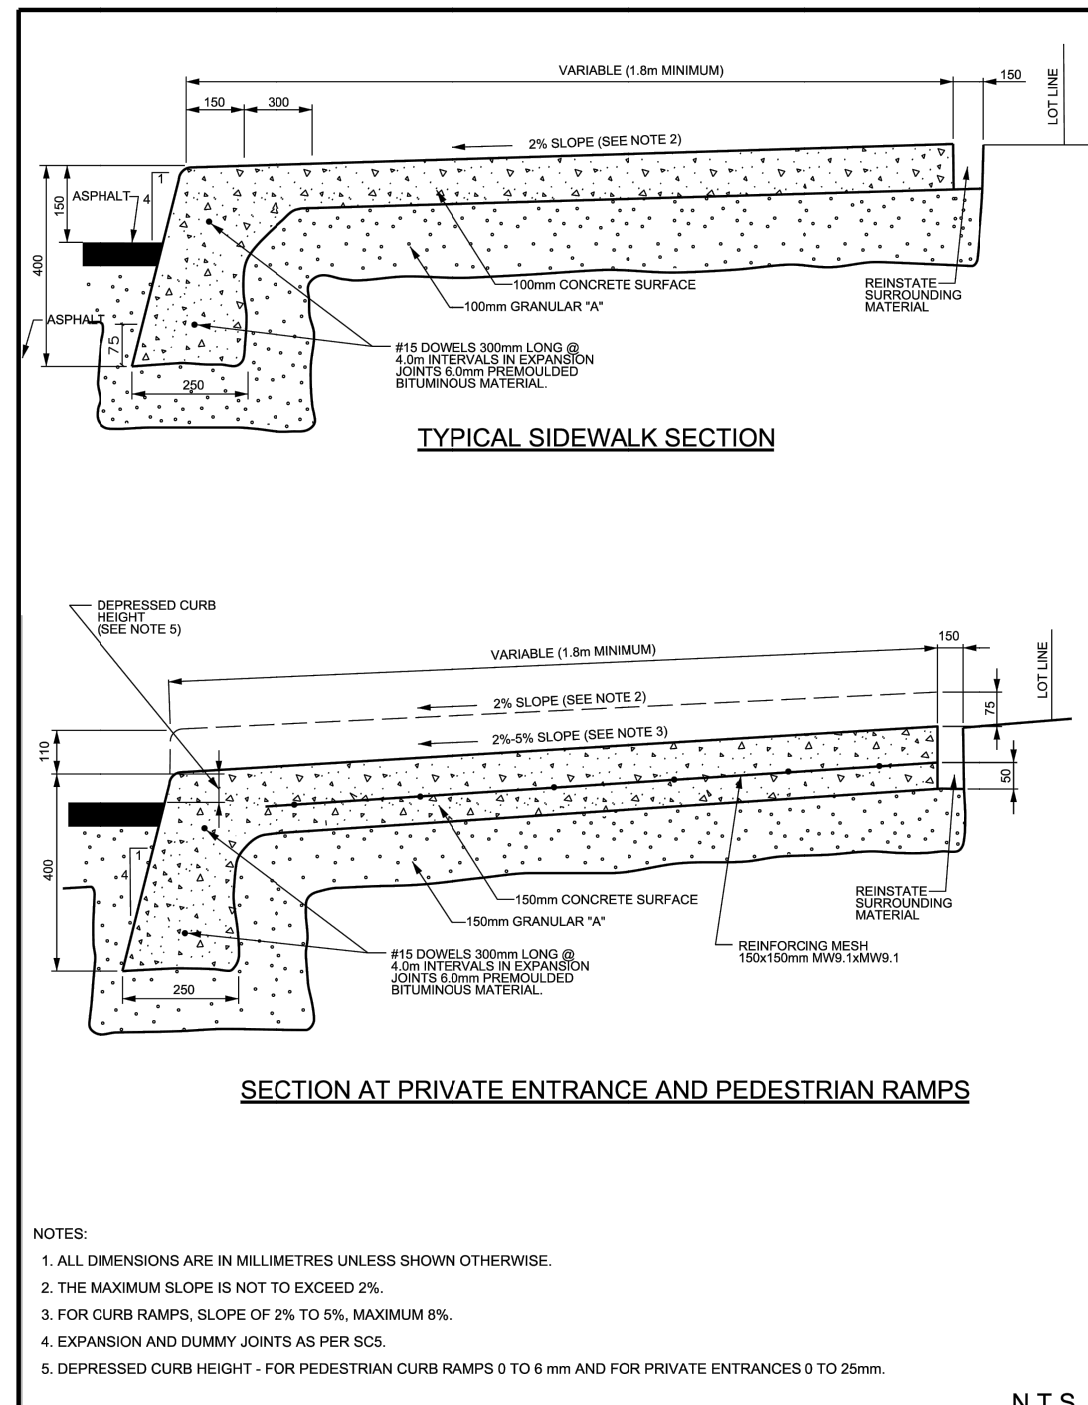 VARIABLE (1.8m MINIMUM)
150
LOT LINE
150
300
2% SLOPE (SEE NOTE 2)
1
4
ASPHALT
150
400
ASPHALT
75
250
100mm CONCRETE SURFACE
100mm GRANULAR "A"
REINSTATE
SURROUNDING
MATERIAL
#15 DOWELS 300mm LONG @
4.0m INTERVALS IN EXPANSION
JOINTS 6.0mm PREMOULDED
BITUMINOUS MATERIAL.
TYPICAL SIDEWALK SECTION
DEPRESSED CURB
HEIGHT
(SEE NOTE 5)
VARIABLE (1.8m MINIMUM)
150
LOT LINE
2% SLOPE (SEE NOTE 2)
75
2%-5% SLOPE (SEE NOTE 3)
110
50
400
1
4
250
150mm CONCRETE SURFACE
150mm GRANULAR "A"
REINSTATE
SURROUNDING
MATERIAL
REINFORCING MESH
150x150mm MW9.1xMW9.1
#15 DOWELS 300mm LONG @
4.0m INTERVALS IN EXPANSION
JOINTS 6.0mm PREMOULDED
BITUMINOUS MATERIAL.
SECTION AT PRIVATE ENTRANCE AND PEDESTRIAN RAMPS
NOTES:
1. ALL DIMENSIONS ARE IN MILLIMETRES UNLESS SHOWN OTHERWISE.
2. THE MAXIMUM SLOPE IS NOT TO EXCEED 2%.
3. FOR CURB RAMPS, SLOPE OF 2% TO 5%, MAXIMUM 8%.
4. EXPANSION AND DUMMY JOINTS AS PER SC5.
5. DEPRESSED CURB HEIGHT - FOR PEDESTRIAN CURB RAMPS 0 TO 6 mm AND FOR PRIVATE ENTRANCES 0 TO 25mm.
N.T.S.